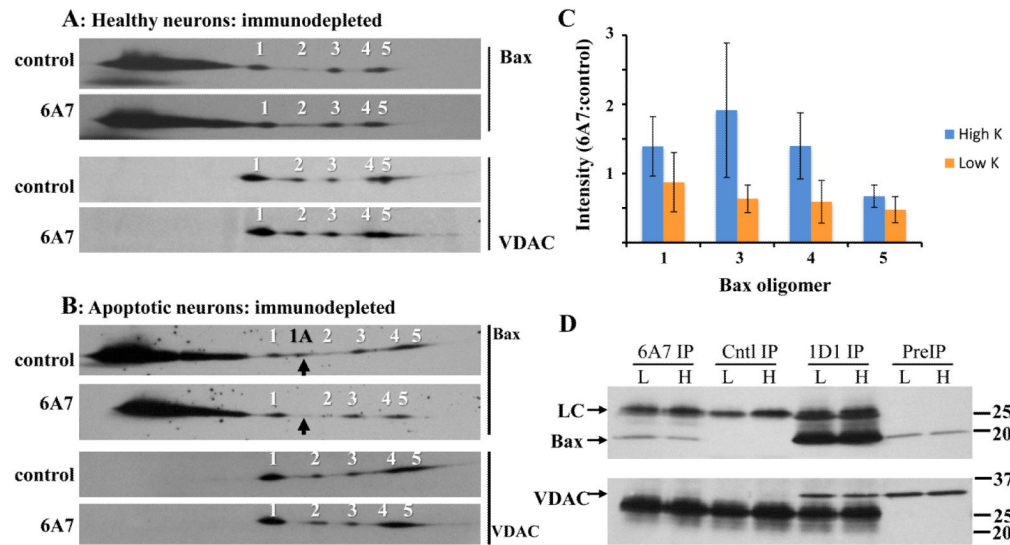 A: Healthy neurons: immunodepleted
control 1 2 3 4 5 Bax
6A7 1 2 3 4 5
control 1 2 3 4 5
6A7 1 2 3 4 5 VDAC
B: Apoptotic neurons: immunodepleted
control 1 1A 2 3 4 5 Bax
6A7 1 2 3 4 5
control 1 2 3 4 5
6A7 1 2 3 4 5 VDAC
C
Intensity (6A7:control)
3
2
1
0
High K
Low K
1 3 4 5
Bax oligomer
D
6A7 IP Cntl IP 1D1 IP PreIP
L H L H L H L H
LC 25
Bax 20
VDAC 37
25
20